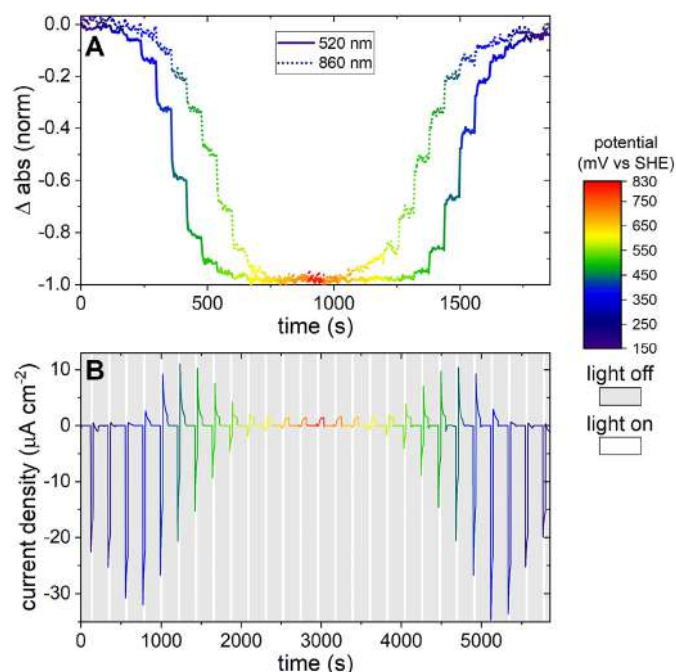 A
520 nm
860 nm
0.0
-0.2
-0.4
-0.6
-0.8
-1.0
Δ abs (norm)
0
500
1000
1500
time (s)
potential
(mV vs SHE)
830
750
650
550
450
350
250
150
light off
light on
B
10
0
-10
-20
-30
current density (μA cm⁻²)
0
1000
2000
3000
4000
5000
time (s)